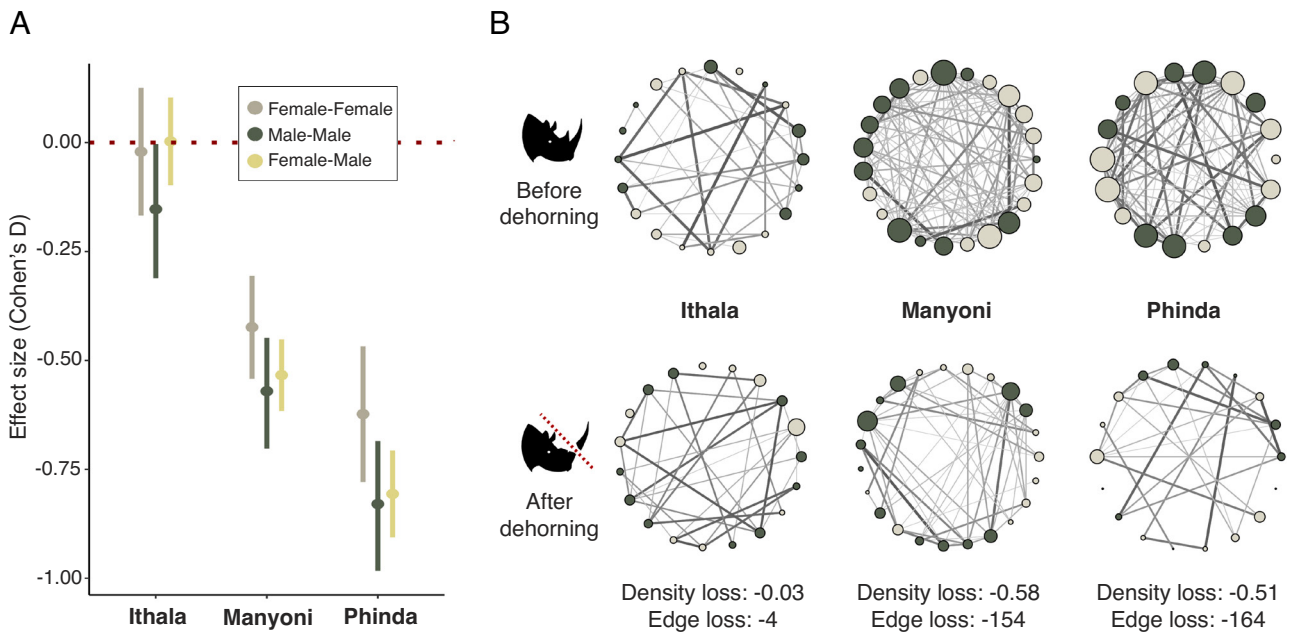 A
Effect size (Cohen's D)
0.00
-0.25
-0.50
-0.75
-1.00
Female-Female
Male-Male
Female-Male
Ithala
Manyoni
Phinda
B
Before
dehorning
Ithala
Manyoni
Phinda
After
dehorning
Density loss: -0.03
Edge loss: -4
Density loss: -0.58
Edge loss: -154
Density loss: -0.51
Edge loss: -164